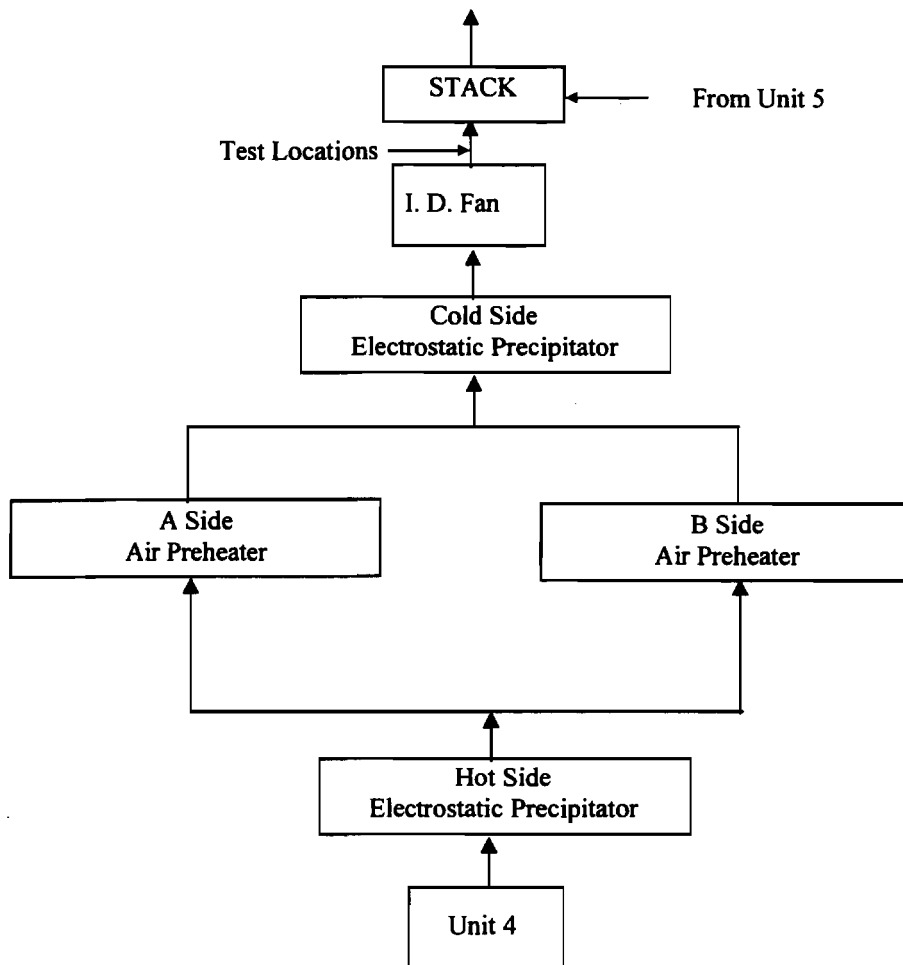 STACK
From Unit 5
Test Locations
I. D. Fan
Cold Side
Electrostatic Precipitator
A Side
Air Preheater
B Side
Air Preheater
Hot Side
Electrostatic Precipitator
Unit 4